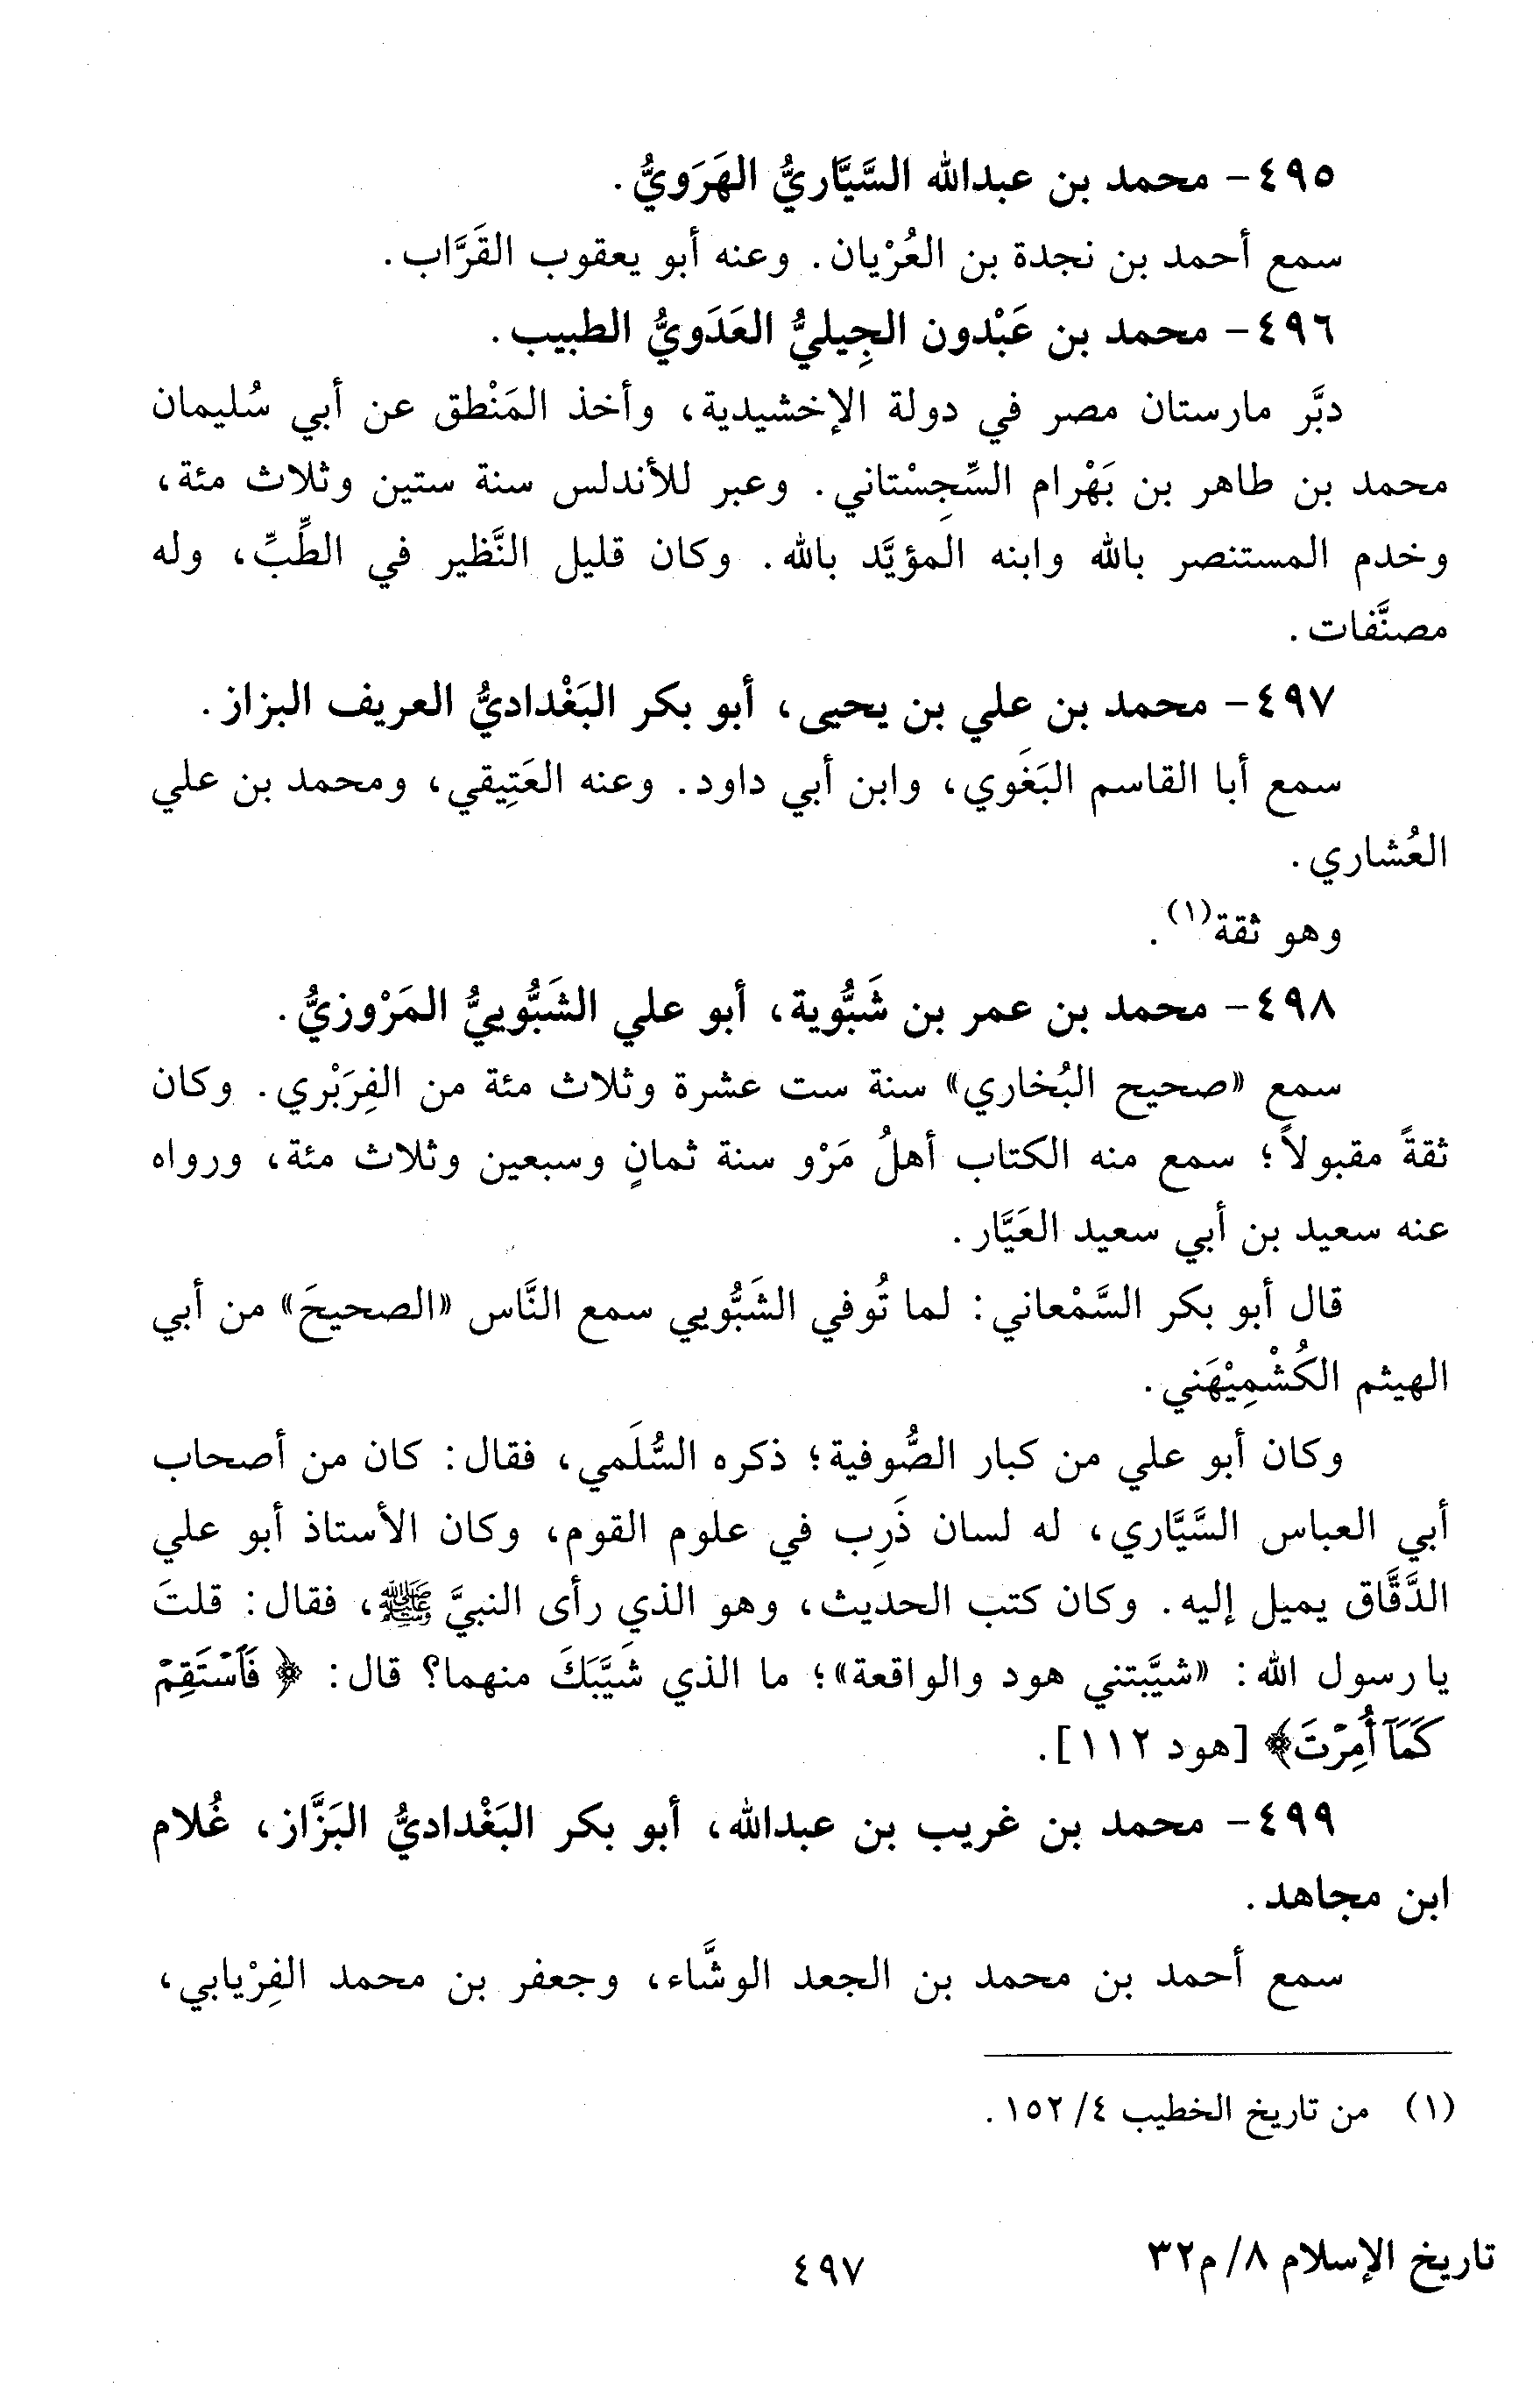 ٤٩٥- محمد بن عبدالله السَّيَّاريُّ الهَرَويُّ.
سمع أحمد بن نجدة بن العُرْيان. وعنه أبو يعقوب القَرَّاب.
٤٩٦- محمد بن عَبْدون الجِيليُّ العَدَويُّ الطبيب.
دبَّر مارستان مصر في دولة الإخشيدية، وأخذ المَنْطق عن أبي سُليمان
محمد بن طاهر بن بَهْرام السِّجِسْتاني. وعبر للأندلس سنة ستين وثلاث مئة،
وخدم المستنصر بالله وابنه المؤيَّد بالله. وكان قليل النَّظير في الطِّبِّ، وله
مصنَّفات.
٤٩٧- محمد بن علي بن يحيى، أبو بكر البَغْداديُّ العريف البزاز.
سمع أبا القاسم البَغَوي، وابن أبي داود. وعنه العَتِيقي، ومحمد بن علي
العُشاري.
وهو ثقة(١).
٤٩٨- محمد بن عمر بن شَبُّوية، أبو علي الشَبُّوييُّ المَرْوزيُّ.
سمع «صحيح البُخاري» سنة ست عشرة وثلاث مئة من الفِرَبْري. وكان
ثقةً مقبولاً؛ سمع منه الكتاب أهلُ مَرْو سنة ثمانٍ وسبعين وثلاث مئة، ورواه
عنه سعيد بن أبي سعيد العَيَّار.
قال أبو بكر السَّمْعاني: لما تُوفي الشَبُّويي سمع النَّاس «الصحيحَ» من أبي
الهيثم الكُشْمِيْهَني.
وكان أبو علي من كبار الصُّوفية؛ ذكره السُّلَمي، فقال: كان من أصحاب
أبي العباس السَّيَّاري، له لسان ذَرِب في علوم القوم، وكان الأستاذ أبو علي
الدَّقَّاق يميل إليه. وكان كتب الحديث، وهو الذي رأى النبيَّ ﷺ، فقال: قلتَ
يا رسول الله: «شيَّبتني هود والواقعة»؛ ما الذي شَيَّبَكَ منهما؟ قال: ﴿فَٱسۡتَقِمۡ
كَمَآ أُمِرۡتَ﴾ [هود ١١٢].
٤٩٩- محمد بن غريب بن عبدالله، أبو بكر البَغْداديُّ البَزَّاز، غُلام
ابن مجاهد.
سمع أحمد بن محمد بن الجعد الوشَّاء، وجعفر بن محمد الفِرْيابي،
(١) من تاريخ الخطيب ٤/ ١٥٢.
تاريخ الإسلام ٨/ م٣٢
٤٩٧